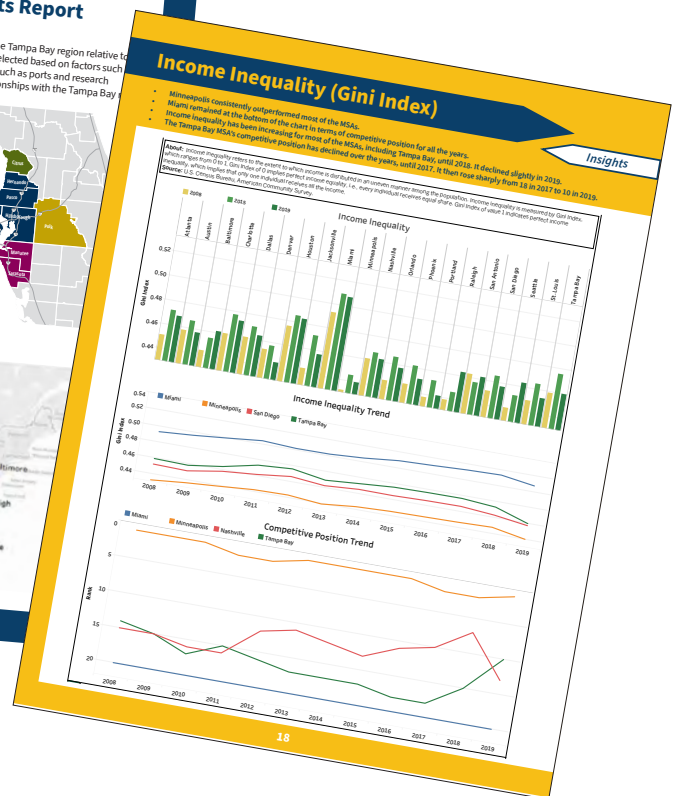 ts Report
e Tampa Bay region relative to
elected based on factors such
uch as ports and research
onships with the Tampa Bay
Citrus
Hernando
Pasco
Hillsborough
Polk
Manatee
Sarasota
ltimore
igh
Income Inequality (Gini Index)
• Minneapolis consistently outperformed most of the MSAs.
• Miami remained at the bottom of the chart in terms of competitive position for all the years.
• Income inequality has been increasing for most of the MSAs, including Tampa Bay, until 2018. It declined slightly in 2019.
• The Tampa Bay MSA's competitive position has declined over the years, until 2017. It then rose sharply from 18 in 2017 to 10 in 2019.
Insights
About: Income inequality refers to the extent to which income is distributed in an uneven manner among the population. Income inequality is measured by Gini Index,
which ranges from 0 to 1. Gini Index of 0 implies perfect income equality, i.e., every individual receives equal share. Gini Index of value 1 indicates perfect income
inequality, which implies that only one individual receives all the income.
Source: U.S. Census Bureau, American Community Survey.
2008 2018 2019
Income Inequality
Atlanta Austin Baltimore Charlotte Dallas Denver Houston Jacksonville Miami Minneapolis Nashville Orlando Phoenix Portland Raleigh San Antonio San Diego Seattle St. Louis Tampa Bay
Gini Index
0.52
0.50
0.48
0.46
0.44
Income Inequality Trend
Miami Minneapolis San Diego Tampa Bay
Gini Index
0.54
0.52
0.50
0.48
0.46
0.44
2008 2009 2010 2011 2012 2013 2014 2015 2016 2017 2018 2019
Competitive Position Trend
Miami Minneapolis Nashville Tampa Bay
Rank
0
5
10
15
20
2008 2009 2010 2011 2012 2013 2014 2015 2016 2017 2018 2019
18